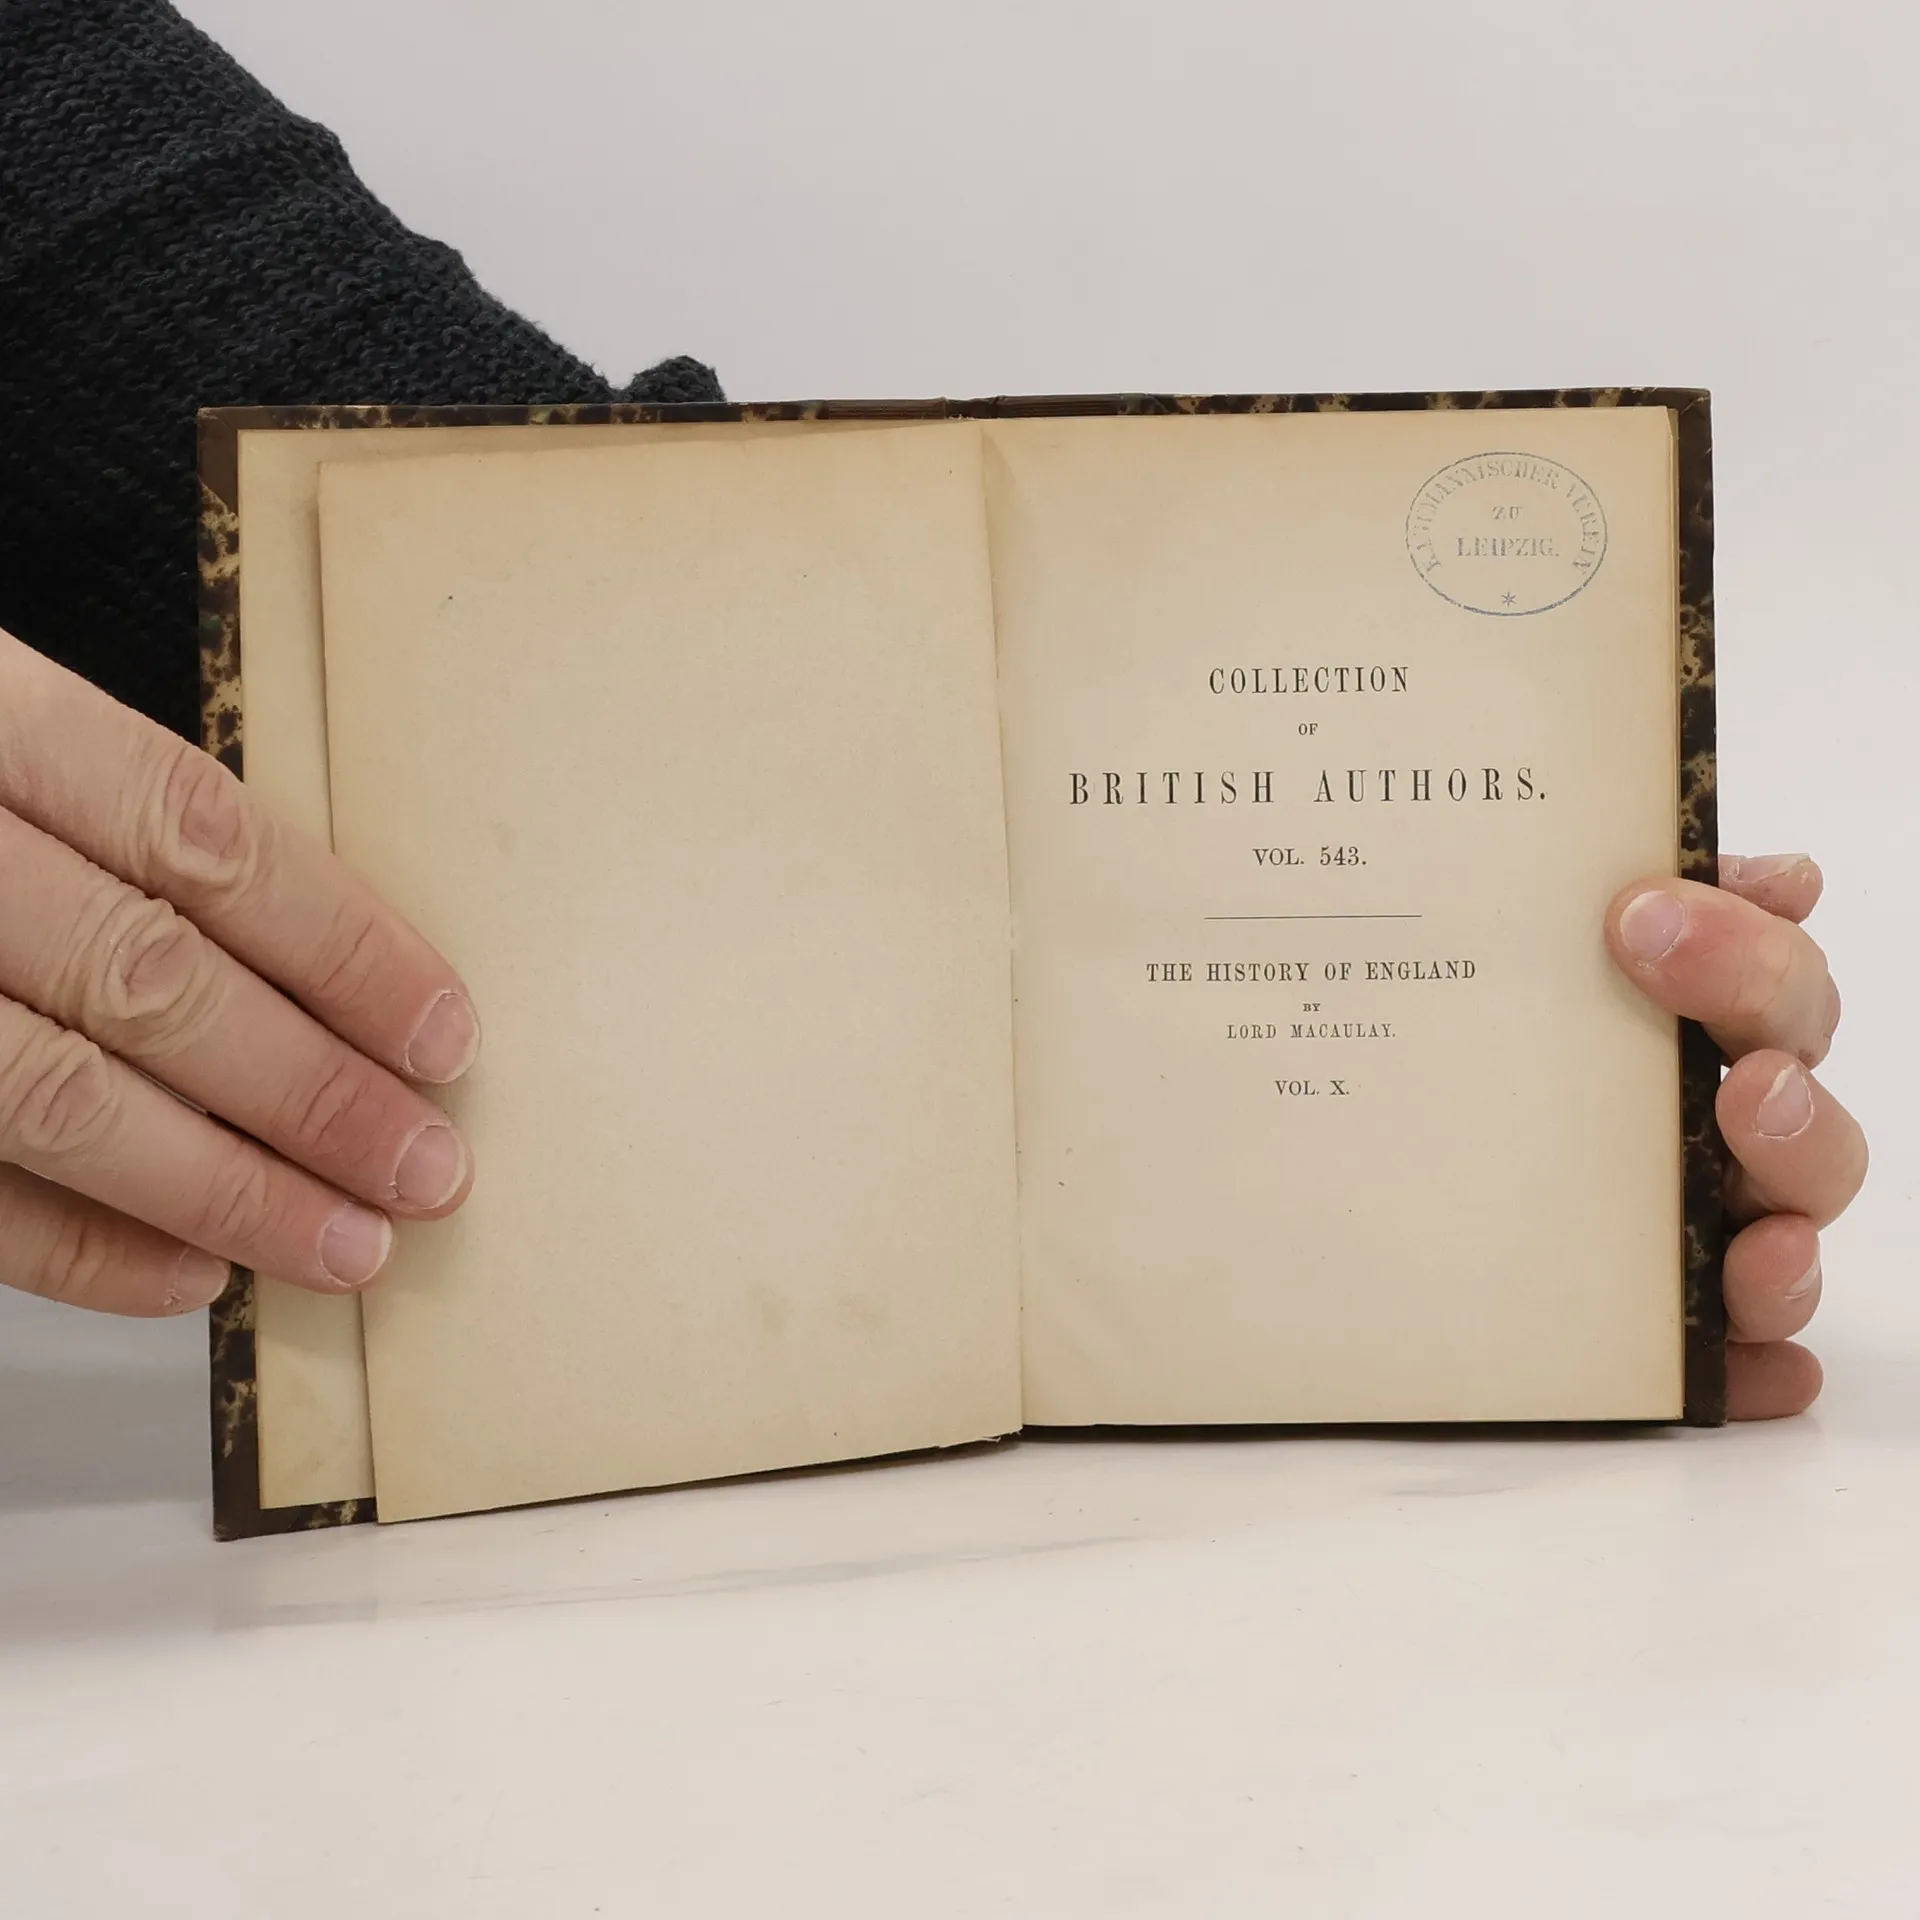 KAUFMÄNNISCHER VEREIN
ZU
LEIPZIG.
*
COLLECTION
OF
BRITISH AUTHORS.
VOL. 543.
THE HISTORY OF ENGLAND
BY
LORD MACAULAY.
VOL. X.